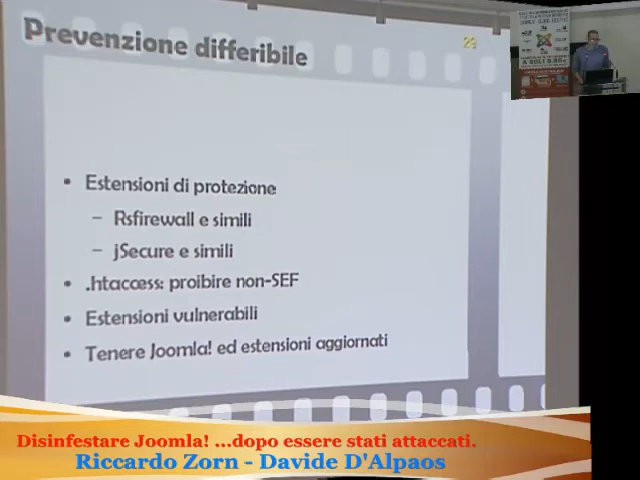 Prevenzione differibile
29
• Estensioni di protezione
– Rsfirewall e simili
– jSecure e simili
• .htaccess: proibire non-SEF
• Estensioni vulnerabili
• Tenere Joomla! ed estensioni aggiornati
Disinfestare Joomla! ...dopo essere stati attaccati.
Riccardo Zorn - Davide D'Alpaos